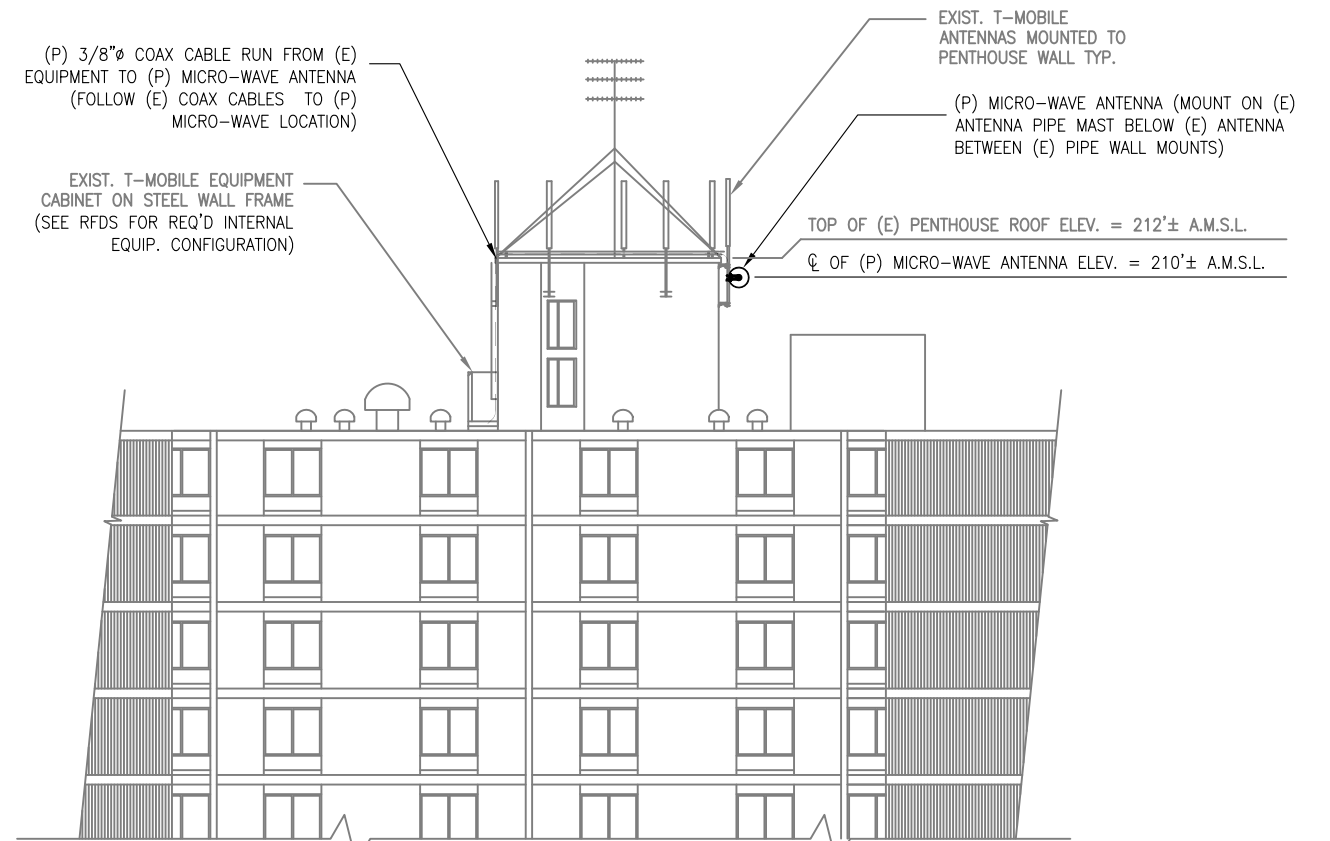 (P) 3/8"ø COAX CABLE RUN FROM (E)
EQUIPMENT TO (P) MICRO-WAVE ANTENNA
(FOLLOW (E) COAX CABLES TO (P)
MICRO-WAVE LOCATION)
EXIST. T-MOBILE EQUIPMENT
CABINET ON STEEL WALL FRAME
(SEE RFDS FOR REQ'D INTERNAL
EQUIP. CONFIGURATION)
EXIST. T-MOBILE
ANTENNAS MOUNTED TO
PENTHOUSE WALL TYP.
(P) MICRO-WAVE ANTENNA (MOUNT ON (E)
ANTENNA PIPE MAST BELOW (E) ANTENNA
BETWEEN (E) PIPE WALL MOUNTS)
TOP OF (E) PENTHOUSE ROOF ELEV. = 212'± A.M.S.L.
℄ OF (P) MICRO-WAVE ANTENNA ELEV. = 210'± A.M.S.L.